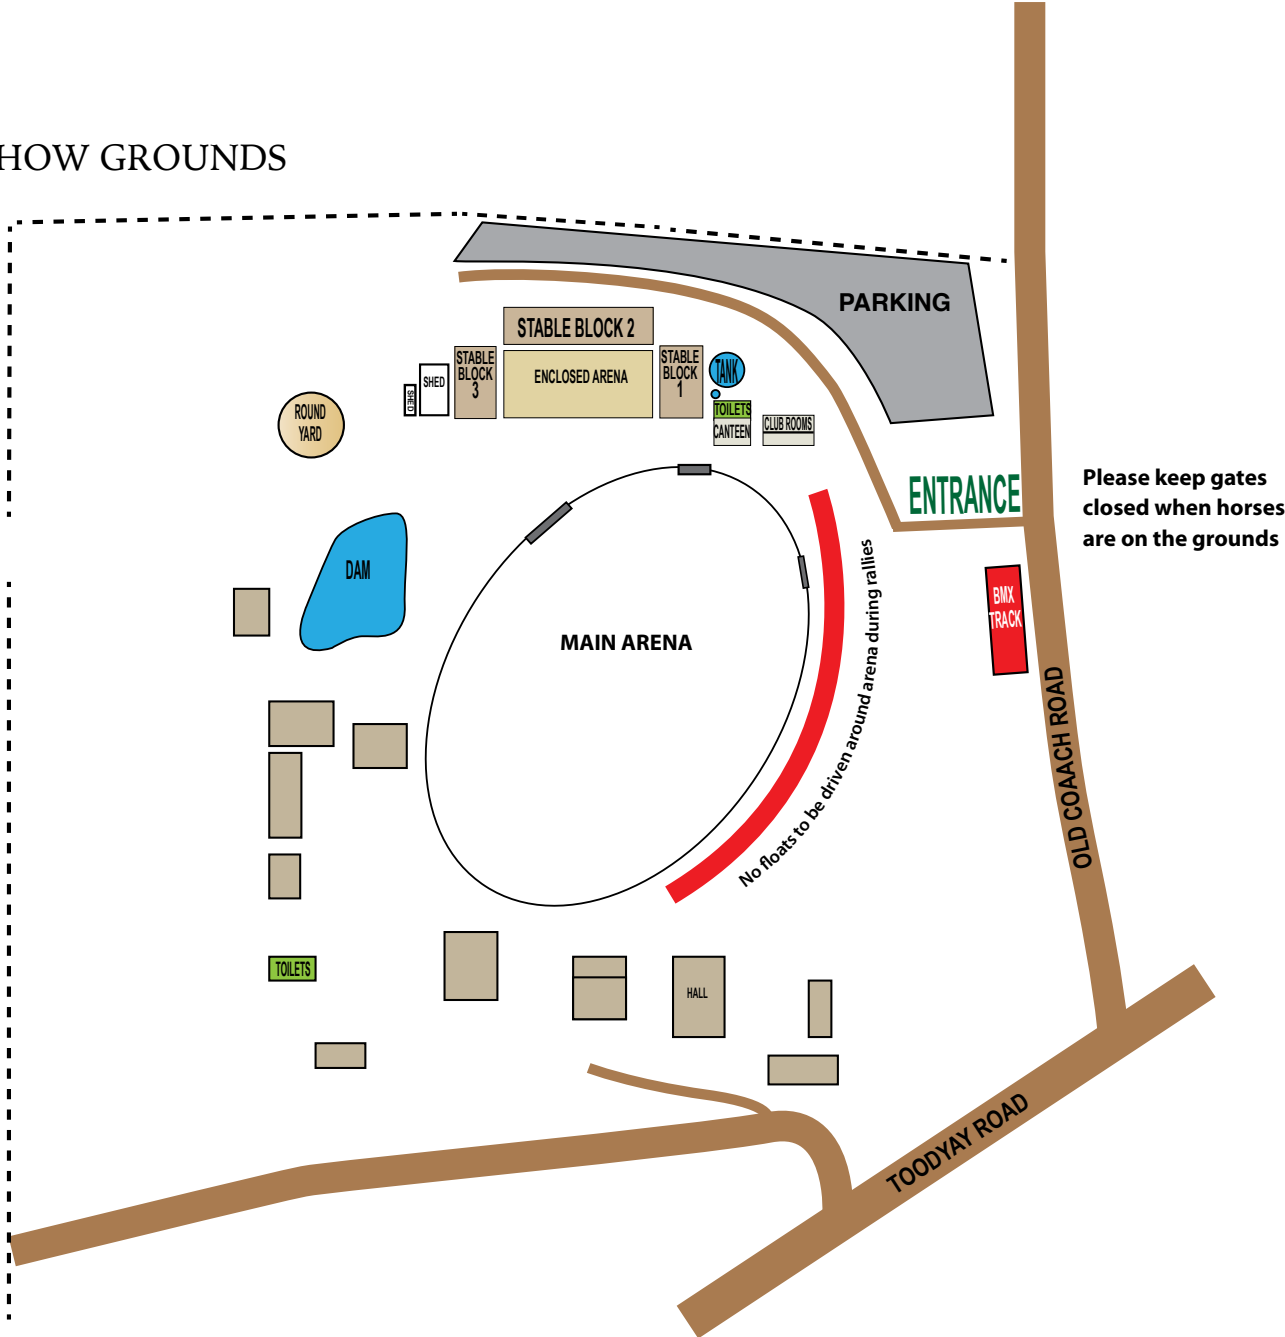 HOW GROUNDS
PARKING
STABLE BLOCK 2
STABLE
BLOCK
3
ENCLOSED ARENA
STABLE
BLOCK
1
TANK
SHED
SHED
TOILETS
CANTEEN
CLUB ROOMS
ROUND
YARD
ENTRANCE
Please keep gates
closed when horses
are on the grounds
DAM
BMX
TRACK
MAIN ARENA
No floats to be driven around arena during rallies
OLD COAACH ROAD
TOILETS
HALL
TOODYAY ROAD